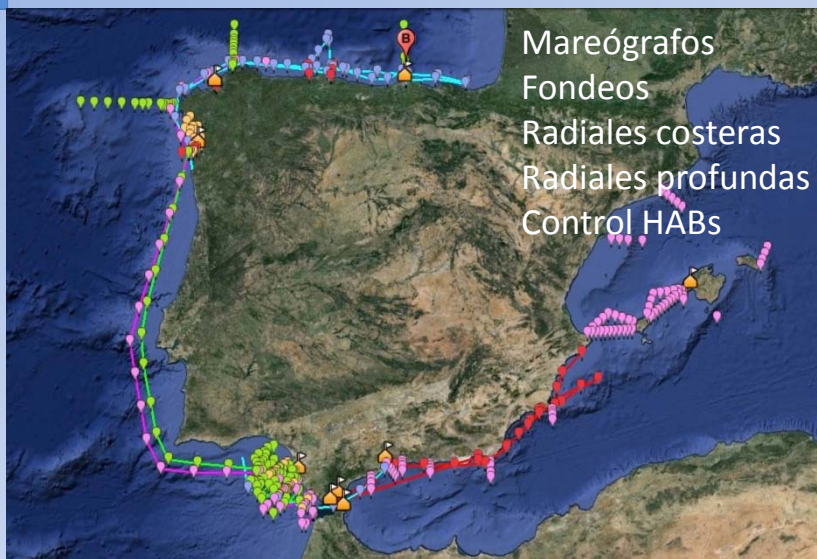 Mareógrafos
Fondeos
Radiales costeras
Radiales profundas
Control HABs
B